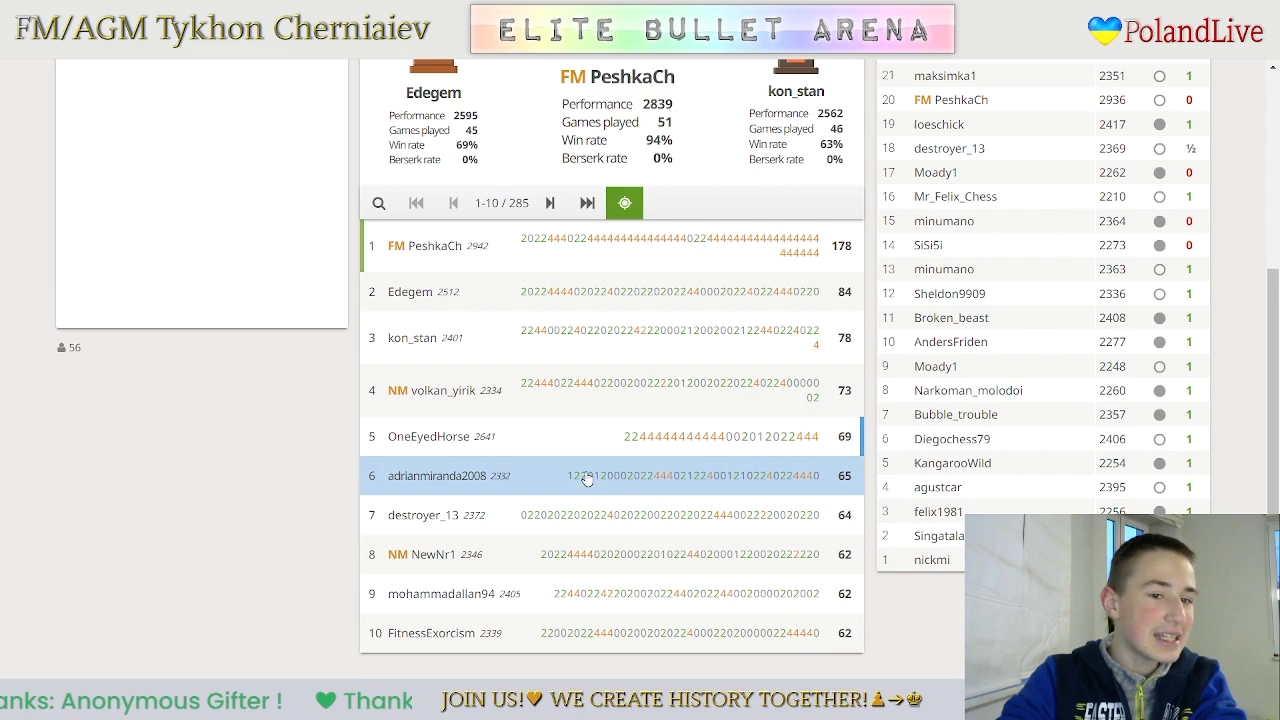 FM/AGM Tykhon Cherniaiev
ELITE BULLET ARENA
PolandLive
Edegem
Performance 2595
Games played 45
Win rate 69%
Berserk rate 0%
FM PeshkaCh
Performance 2839
Games played 51
Win rate 94%
Berserk rate 0%
kon_stan
Performance 2562
Games played 46
Win rate 63%
Berserk rate 0%
1-10 / 285
1 FM PeshkaCh 2942 178
2 Edegem 2512 84
3 kon_stan 2401 78
4 NM volkan_yirik 2334 73
5 OneEyedHorse 2641 69
6 adrianmiranda2008 2332 65
7 destroyer_13 2372 64
8 NM NewNr1 2346 62
9 mohammadallan94 2405 62
10 FitnessExorcism 2339 62
56
21 maksimka1 2351 1
20 FM PeshkaCh 2936 0
19 loeschick 2417 1
18 destroyer_13 2369 ½
17 Moady1 2262 0
16 Mr_Felix_Chess 2210 1
15 minumano 2364 0
14 SiSi5i 2273 0
13 minumano 2363 1
12 Sheldon9909 2336 1
11 Broken_beast 2408 1
10 AndersFriden 2277 1
9 Moady1 2248 1
8 Narkoman_molodoi 2260 1
7 Bubble_trouble 2357 1
6 Diegochess79 2406 1
5 KangarooWild 2254 1
4 agustcar 2395 1
3 felix1981 2256 1
2 Singatala
1 nickmi
anks: Anonymous Gifter ! Thank
JOIN US! WE CREATE HISTORY TOGETHER!